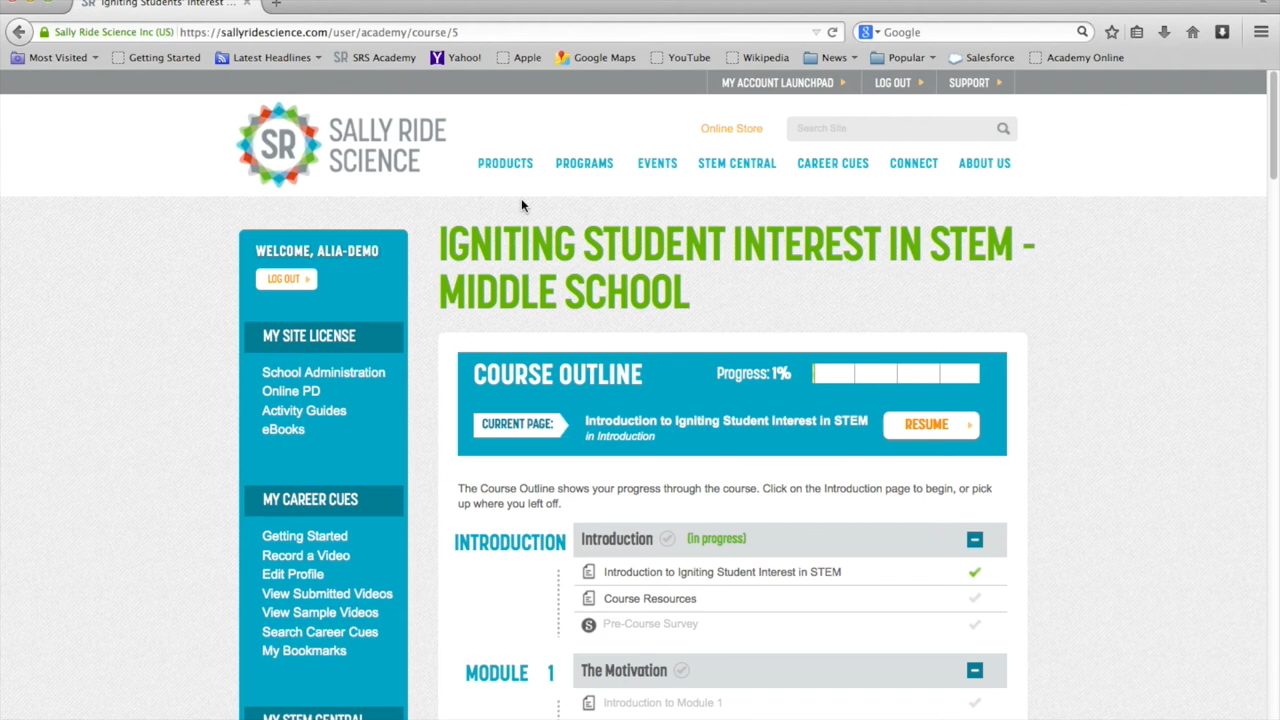 SR Igniting Students' Interest ... × +
Sally Ride Science Inc (US) https://sallyridescience.com/user/academy/course/5 Google
Most Visited Getting Started Latest Headlines SRS Academy Yahoo! Apple Google Maps YouTube Wikipedia News Popular Salesforce Academy Online
MY ACCOUNT LAUNCHPAD LOG OUT SUPPORT
SR SALLY RIDE SCIENCE
Online Store Search Site
PRODUCTS PROGRAMS EVENTS STEM CENTRAL CAREER CUES CONNECT ABOUT US
WELCOME, ALIA-DEMO
LOG OUT
MY SITE LICENSE
School Administration
Online PD
Activity Guides
eBooks
MY CAREER CUES
Getting Started
Record a Video
Edit Profile
View Submitted Videos
View Sample Videos
Search Career Cues
My Bookmarks
MY STEM CENTRAL
IGNITING STUDENT INTEREST IN STEM -
MIDDLE SCHOOL
COURSE OUTLINE Progress: 1%
CURRENT PAGE: Introduction to Igniting Student Interest in STEM RESUME
in Introduction
The Course Outline shows your progress through the course. Click on the Introduction page to begin, or pick
up where you left off.
INTRODUCTION Introduction (in progress)
Introduction to Igniting Student Interest in STEM
Course Resources
S Pre-Course Survey
MODULE 1 The Motivation
Introduction to Module 1